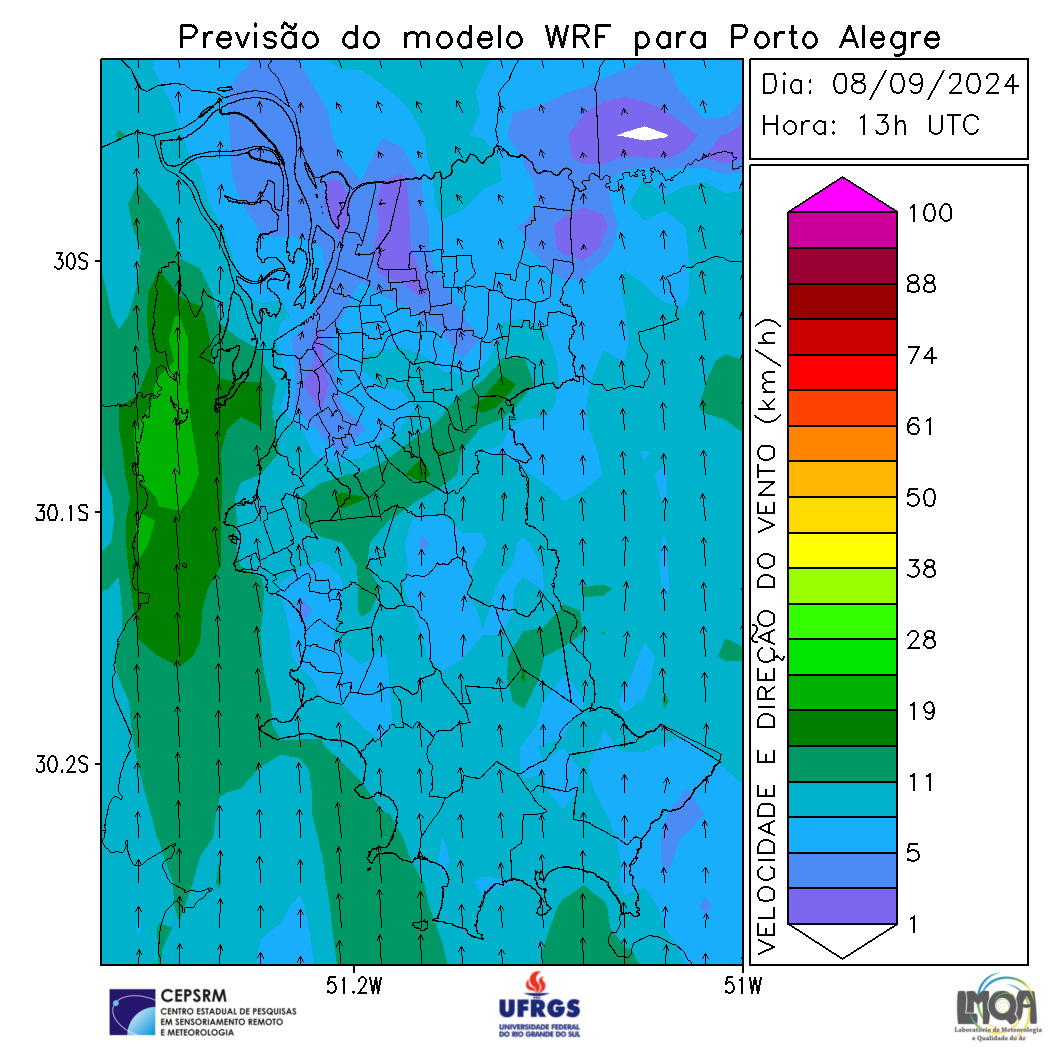 Previsão do modelo WRF para Porto Alegre
Dia: 08/09/2024
Hora: 13h UTC
30S
30.1S
30.2S
51.2W
51W
VELOCIDADE E DIREÇÃO DO VENTO (km/h)
100
88
74
61
50
38
28
19
11
5
1
CEPSRM
CENTRO ESTADUAL DE PESQUISAS
EM SENSORIAMENTO REMOTO
E METEOROLOGIA
UFRGS
UNIVERSIDADE FEDERAL
DO RIO GRANDE DO SUL
LMQA
Laboratório de Meteorologia
e Qualidade do Ar